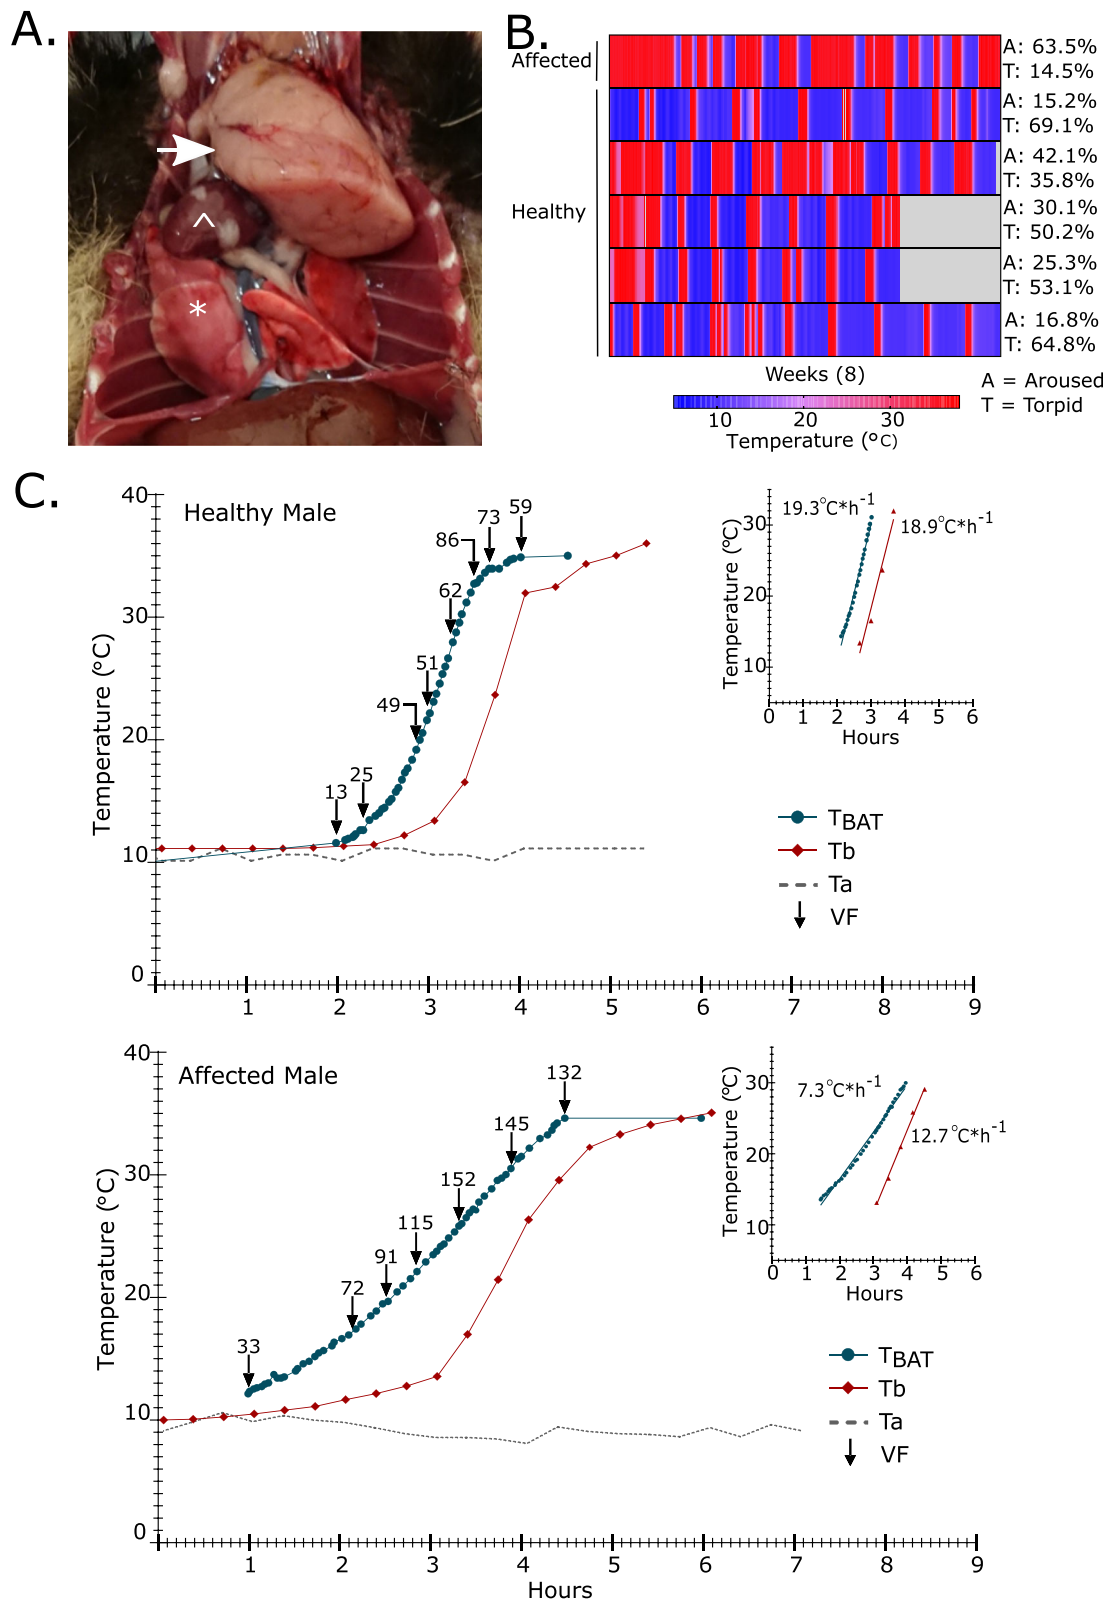 A.
^
*
B.
Affected
A: 63.5%
T: 14.5%
Healthy
A: 15.2%
T: 69.1%
A: 42.1%
T: 35.8%
A: 30.1%
T: 50.2%
A: 25.3%
T: 53.1%
A: 16.8%
T: 64.8%
Weeks (8)
A = Aroused
T = Torpid
10 20 30
Temperature (°C)
C.
Healthy Male
Temperature (°C)
40
30
20
10
0
13
25
49
51
62
86
73
59
1 2 3 4 5 6 7 8 9
Temperature (°C)
30
20
10
19.3°C*h-1
18.9°C*h-1
0 1 2 3 4 5 6
Hours
TBAT
Tb
Ta
VF
Affected Male
Temperature (°C)
40
30
20
10
0
33
72
91
115
152
145
132
1 2 3 4 5 6 7 8 9
Hours
Temperature (°C)
30
20
10
7.3°C*h-1
12.7°C*h-1
0 1 2 3 4 5 6
Hours
TBAT
Tb
Ta
VF